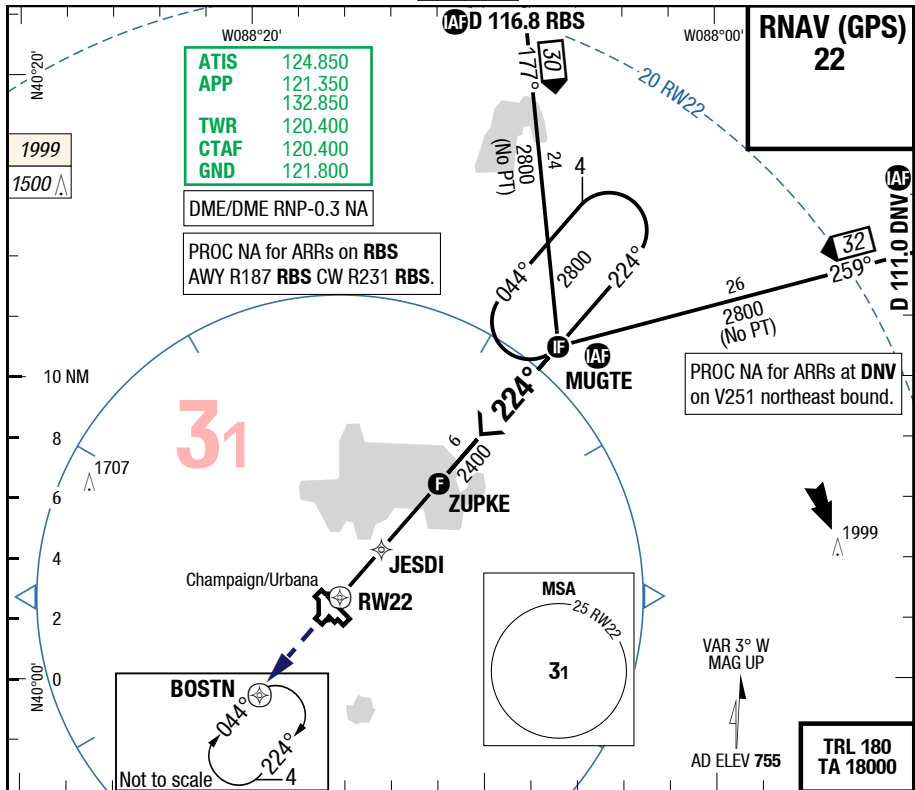 IAF D 116.8 RBS
W088°20'
W088°00'
RNAV (GPS)
22
N40°20'
ATIS 124.850
APP 121.350
132.850
TWR 120.400
CTAF 120.400
GND 121.800
177°
30
20 RW22
1999
1500
(No PT)
2800
24
4
IAF
D 111.0 DNV
DME/DME RNP-0.3 NA
PROC NA for ARRs on RBS
AWY R187 RBS CW R231 RBS.
044°
2800
224°
32
259°
26
2800
(No PT)
IF
IAF
MUGTE
PROC NA for ARRs at DNV
on V251 northeast bound.
10 NM
224°
31
8
6
2400
1707
6
F
ZUPKE
1999
4
JESDI
Champaign/Urbana
RW22
2
MSA
25 RW22
31
VAR 3° W
MAG UP
N40°00'
0
BOSTN
044°
224°
4
Not to scale
AD ELEV 755
TRL 180
TA 18000